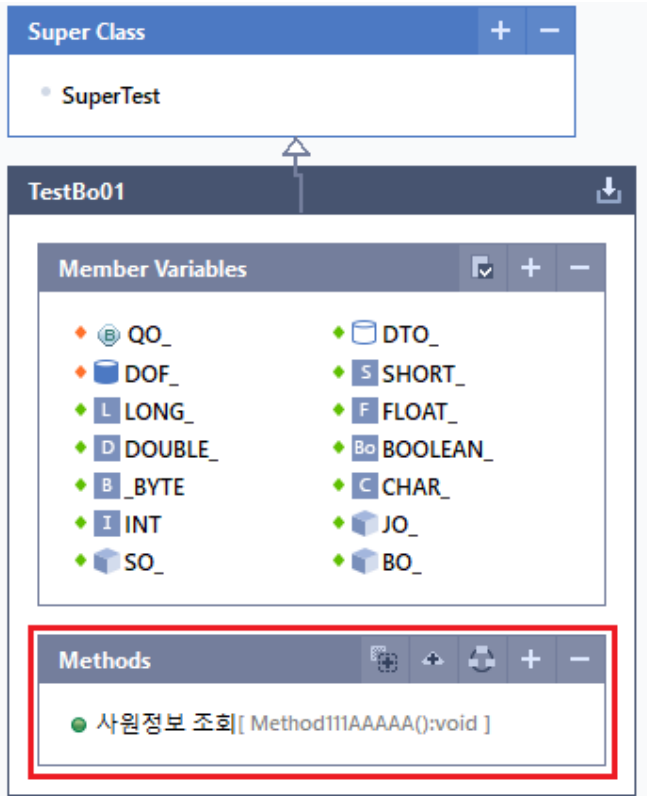 Super Class
SuperTest
TestBo01
Member Variables
B QO_ DTO_
DOF_ S SHORT_
L LONG_ F FLOAT_
D DOUBLE_ Bo BOOLEAN_
B _BYTE C CHAR_
I INT JO_
SO_ BO_
Methods
사원정보 조회[ Method111AAAAA():void ]